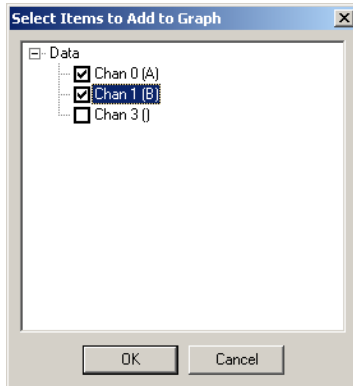 Select Items to Add to Graph
Data
Chan 0 (A)
Chan 1 (B)
Chan 3 ()
OK
Cancel